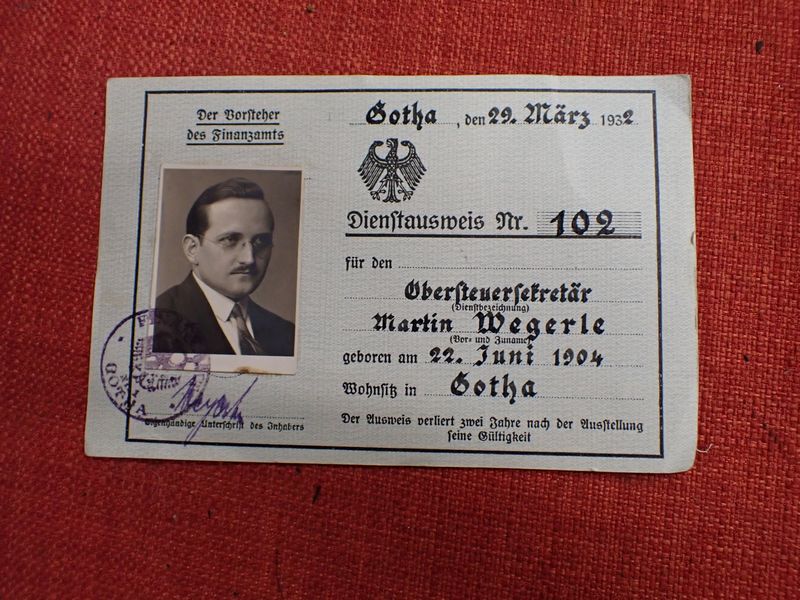 Der Vorsteher
des Finanzamts
Gotha, den 29. März 1932
Dienstausweis Nr. 102
für den
Obersteuersekretär
(Dienstbezeichnung)
Martin Wegerle
(Vor- und Zuname)
geboren am 22. Juni 1904
Wohnsitz in Gotha
Der Ausweis verliert zwei Jahre nach der Ausstellung
seine Gültigkeit
GOTHA
Eigenhändige Unterschrift des Inhabers